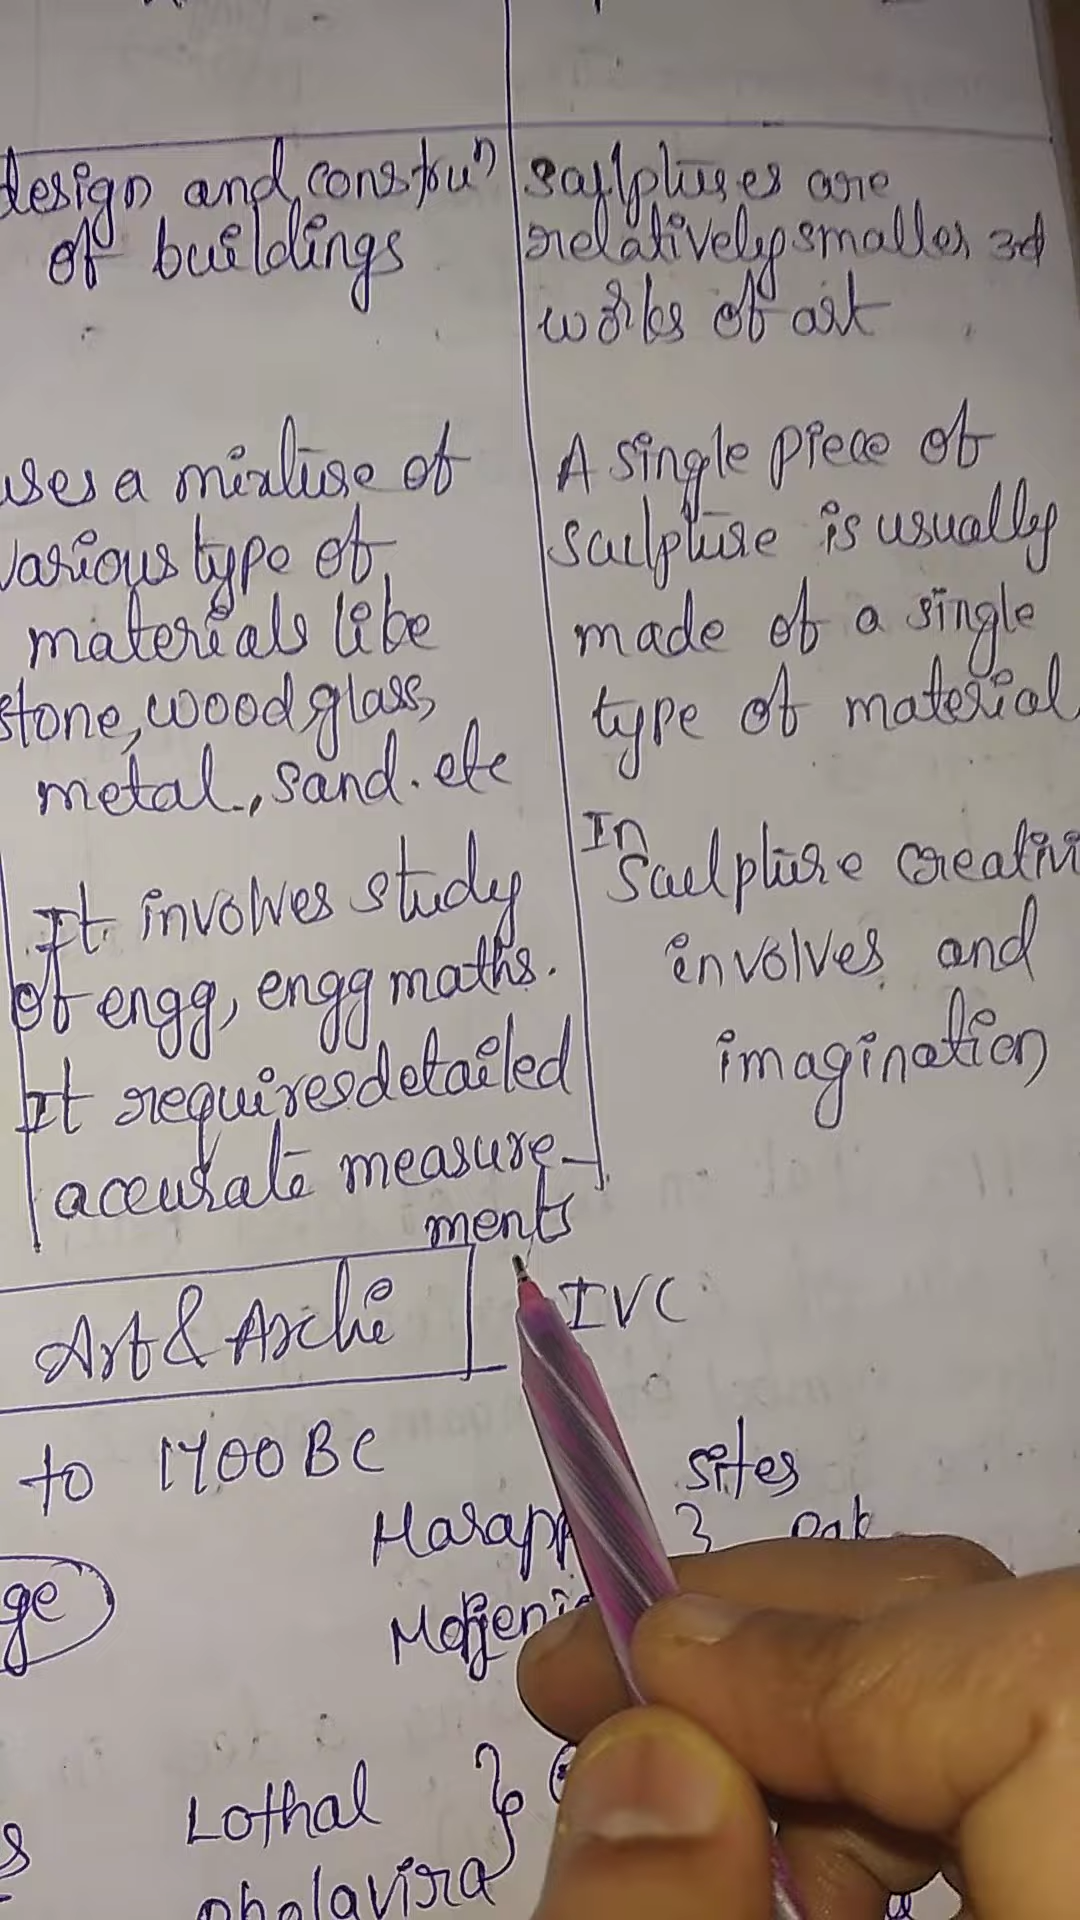 design and constru^n
of buildings
uses a mixture of
various type of
materials like
stone, wood glass,
metal., sand. etc
It involves study
of engg, engg maths.
It requires detailed
accurate measure-
ments
sculptures are
relatively smaller 3d
works of art
A single piece of
sculpture is usually
made of a single
type of material,
In
sculpture creativi
involves and
imagination
Art & Archi IVC
to 1700 BC
sites
Harapp } pak
Mojenj
ge
Lothal }
Dholavira